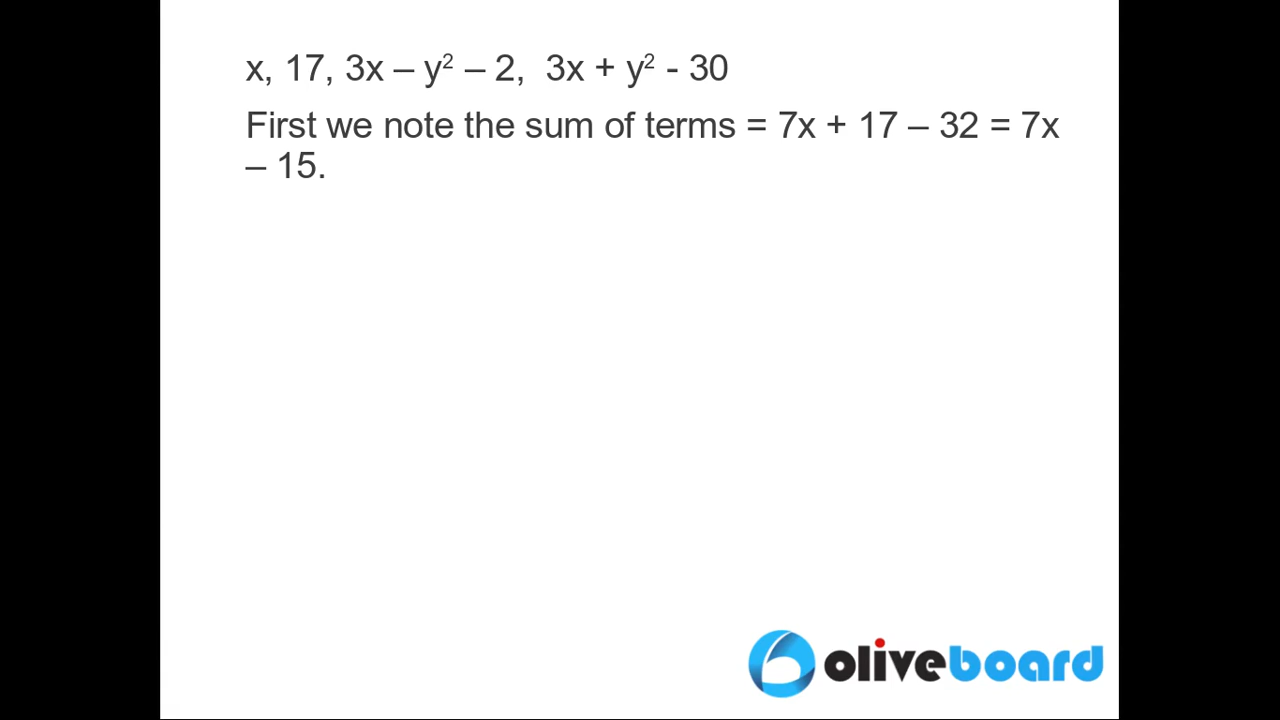 x, 17, 3x – y² – 2,  3x + y² - 30
First we note the sum of terms = 7x + 17 – 32 = 7x
– 15.
oliveboard